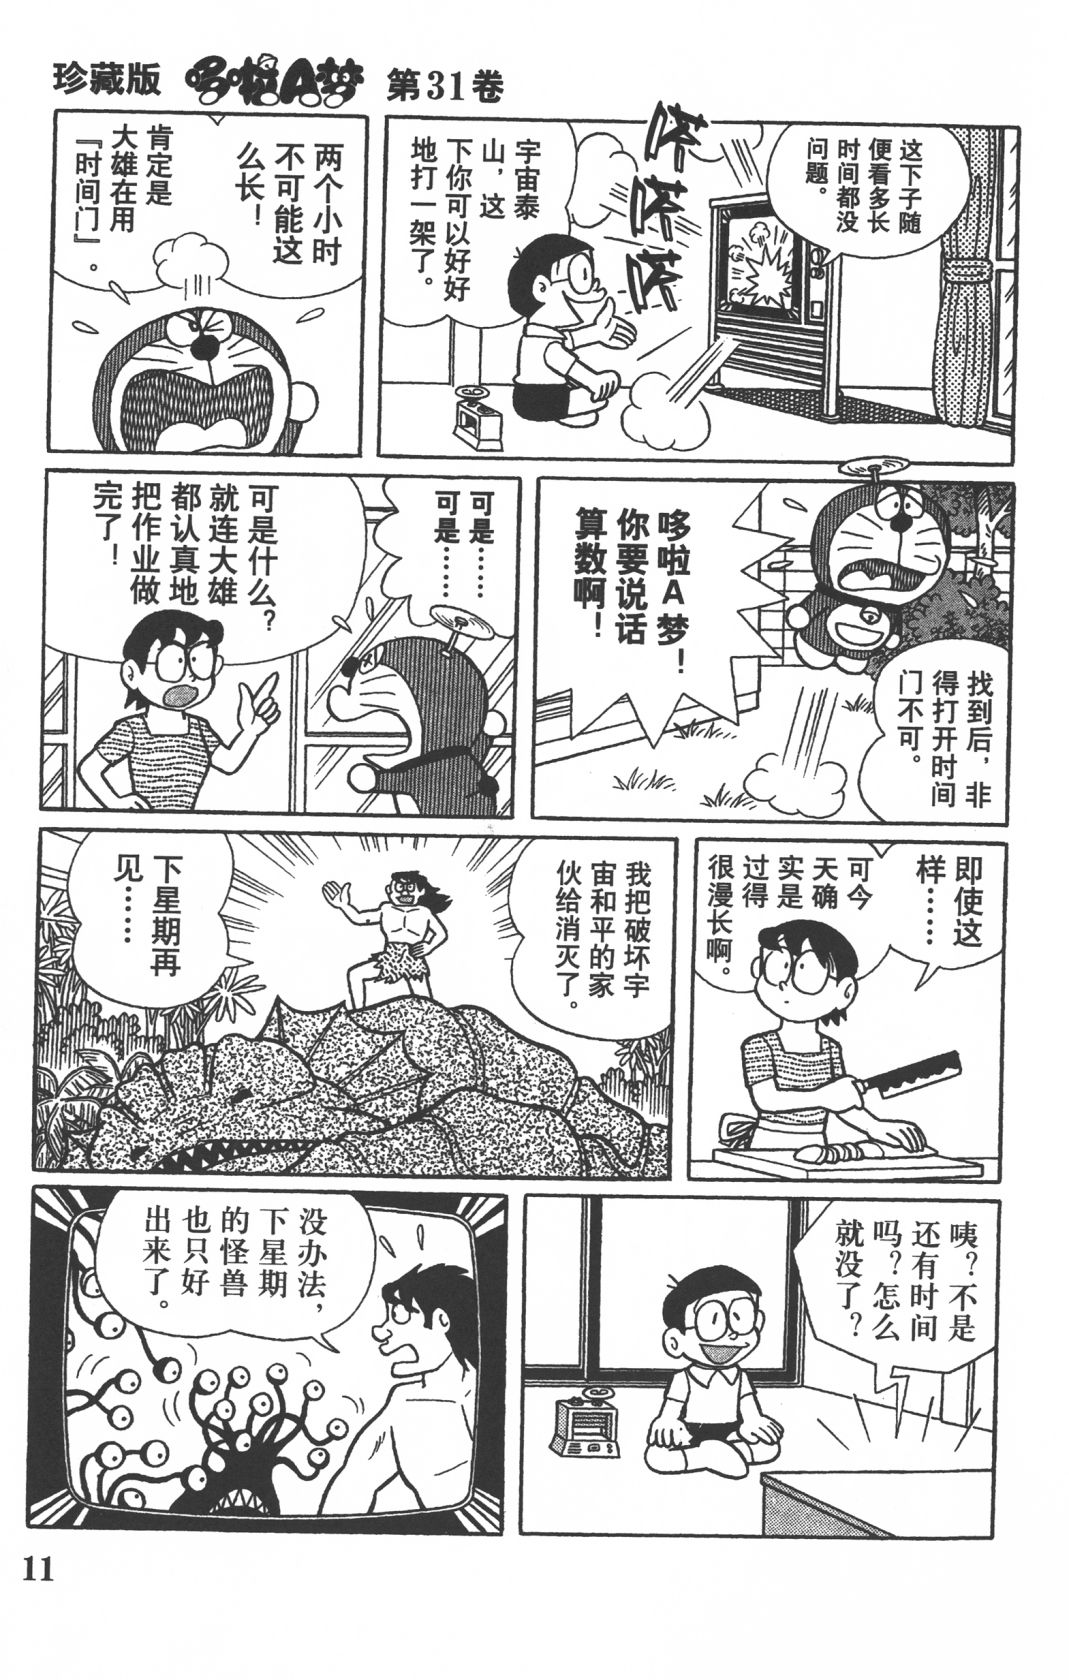 珍藏版 哆啦A梦 第31卷
这下子随
便看多长
时间都没
问题。
宇宙泰
山，这
下你可以好好
地打一架了。
两个小时
不可能这
么长！
肯定是
大雄在用
『时间门』。
找到后，非
得打开时间
门不可。
哆啦A梦！
你要说话
算数啊！
可是……
可是……
可是什么？
就连大雄
都认真地
把作业做
完了！
即使这
样……
可今
天确
实是
过得
很漫长啊。
我把破坏宇
宙和平的家
伙给消灭了。
下星期再
见……
咦？不是
还有时间
吗？怎么
就没了？
没办法，
下星期
的怪兽
也只好
出来了。
11